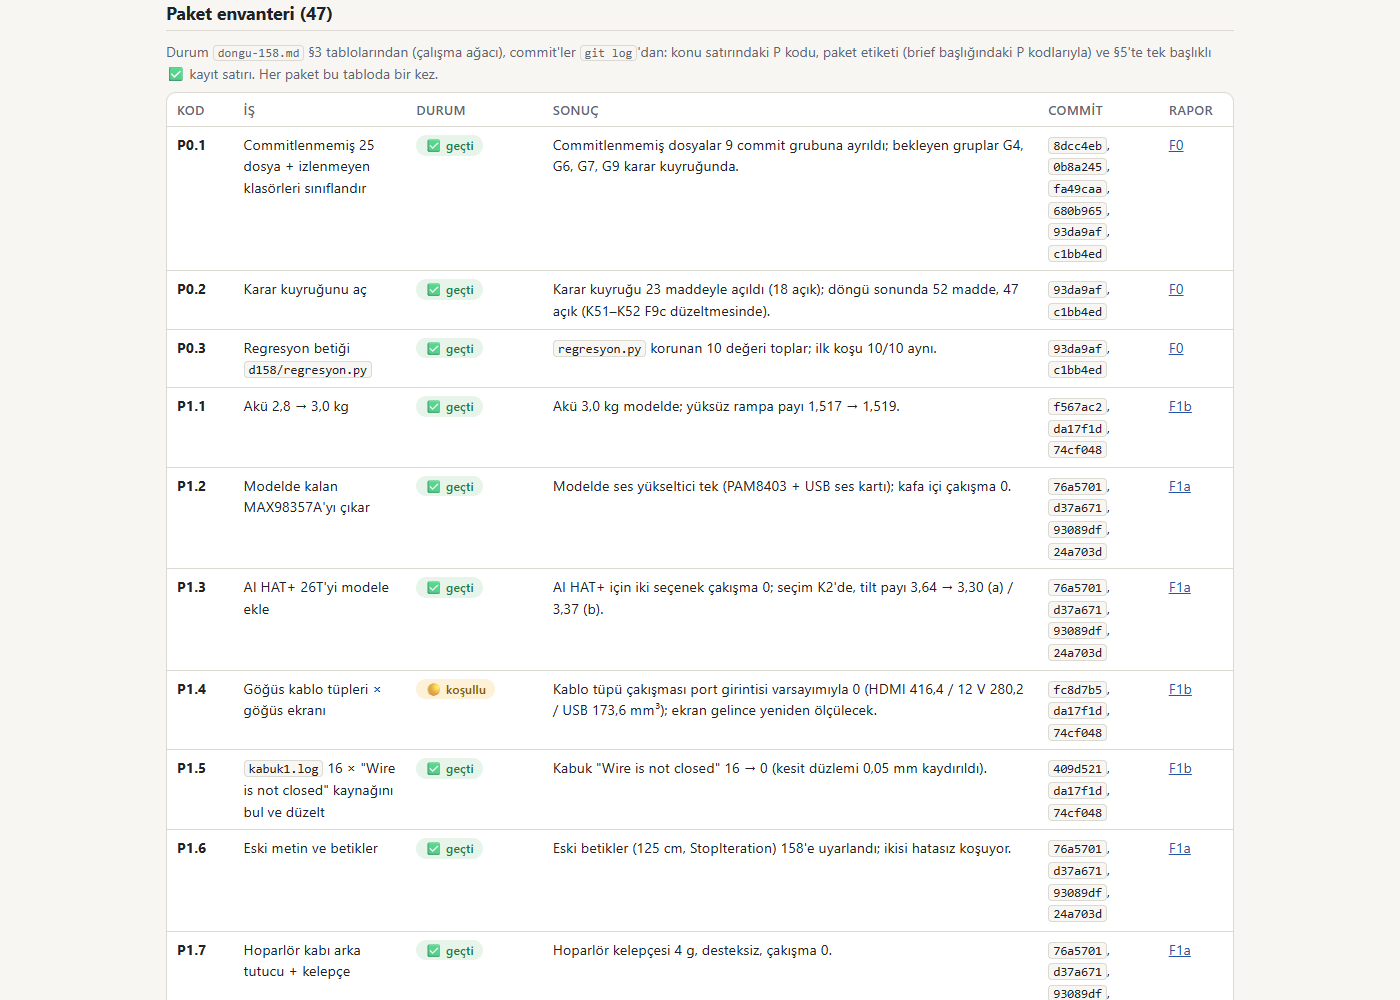 Paket envanteri (47)
Durum dongu-158.md §3 tablolarından (çalışma ağacı), commit'ler git log'dan: konu satırındaki P kodu, paket etiketi (brief başlığındaki P kodlarıyla) ve §5'te tek başlıklı
✅ kayıt satırı. Her paket bu tabloda bir kez.
KOD İŞ DURUM SONUÇ COMMİT RAPOR
P0.1 Commitlenmemiş 25 ✅ geçti Commitlenmemiş dosyalar 9 commit grubuna ayrıldı; bekleyen gruplar G4, 8dcc4eb, F0
dosya + izlenmeyen G6, G7, G9 karar kuyruğunda. 0b8a245,
klasörleri sınıflandır fa49caa,
680b965,
93da9af,
c1bb4ed
P0.2 Karar kuyruğunu aç ✅ geçti Karar kuyruğu 23 maddeyle açıldı (18 açık); döngü sonunda 52 madde, 47 93da9af, F0
açık (K51–K52 F9c düzeltmesinde). c1bb4ed
P0.3 Regresyon betiği ✅ geçti regresyon.py korunan 10 değeri toplar; ilk koşu 10/10 aynı. 93da9af, F0
d158/regresyon.py c1bb4ed
P1.1 Akü 2,8 → 3,0 kg ✅ geçti Akü 3,0 kg modelde; yüksüz rampa payı 1,517 → 1,519. f567ac2, F1b
da17f1d,
74cf048
P1.2 Modelde kalan ✅ geçti Modelde ses yükseltici tek (PAM8403 + USB ses kartı); kafa içi çakışma 0. 76a5701, F1a
MAX98357A'yı çıkar d37a671,
93089df,
24a703d
P1.3 AI HAT+ 26T'yi modele ✅ geçti AI HAT+ için iki seçenek çakışma 0; seçim K2'de, tilt payı 3,64 → 3,30 (a) / 76a5701, F1a
ekle 3,37 (b). d37a671,
93089df,
24a703d
P1.4 Göğüs kablo tüpleri × 🟡 koşullu Kablo tüpü çakışması port girintisi varsayımıyla 0 (HDMI 416,4 / 12 V 280,2 fc8d7b5, F1b
göğüs ekranı / USB 173,6 mm³); ekran gelince yeniden ölçülecek. da17f1d,
74cf048
P1.5 kabuk1.log 16 × "Wire ✅ geçti Kabuk "Wire is not closed" 16 → 0 (kesit düzlemi 0,05 mm kaydırıldı). 409d521, F1b
is not closed" kaynağını da17f1d,
bul ve düzelt 74cf048
P1.6 Eski metin ve betikler ✅ geçti Eski betikler (125 cm, StopIteration) 158'e uyarlandı; ikisi hatasız koşuyor. 76a5701, F1a
d37a671,
93089df,
24a703d
P1.7 Hoparlör kabı arka ✅ geçti Hoparlör kelepçesi 4 g, desteksiz, çakışma 0. 76a5701, F1a
tutucu + kelepçe d37a671,
93089df,